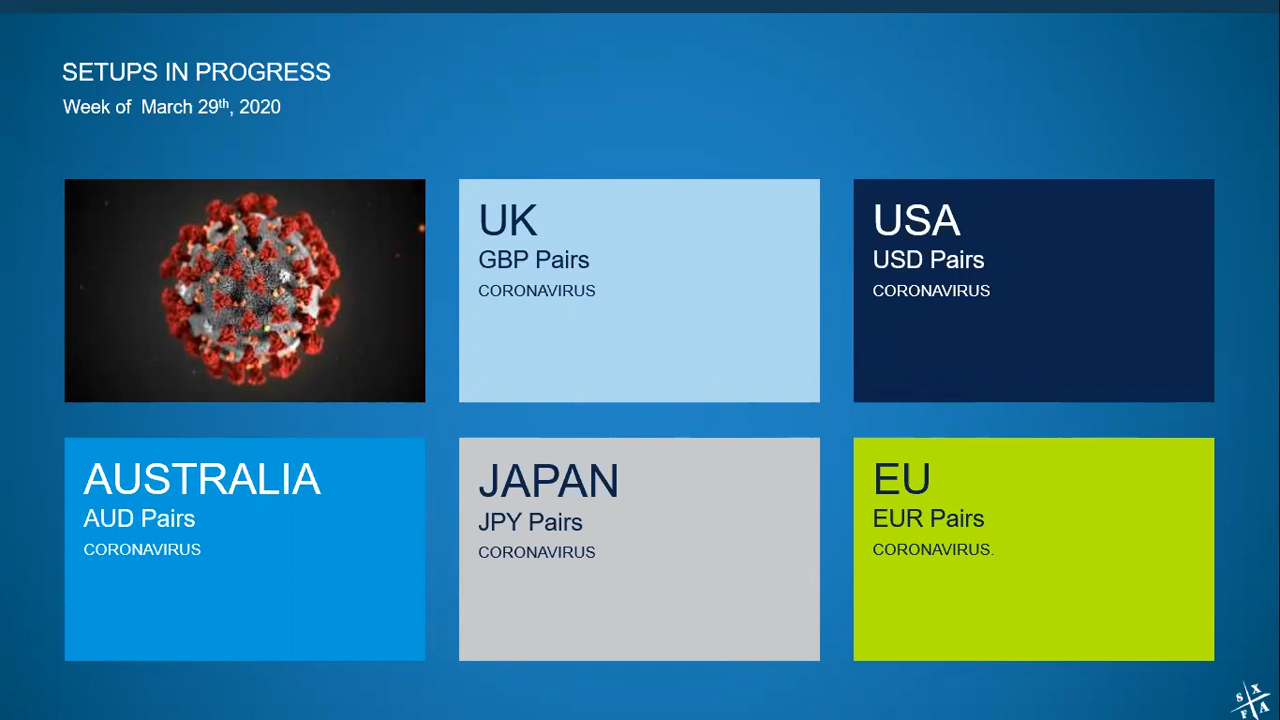 SETUPS IN PROGRESS
Week of March 29th, 2020
UK
GBP Pairs
CORONAVIRUS
USA
USD Pairs
CORONAVIRUS
AUSTRALIA
AUD Pairs
CORONAVIRUS
JAPAN
JPY Pairs
CORONAVIRUS
EU
EUR Pairs
CORONAVIRUS.
S X
F A